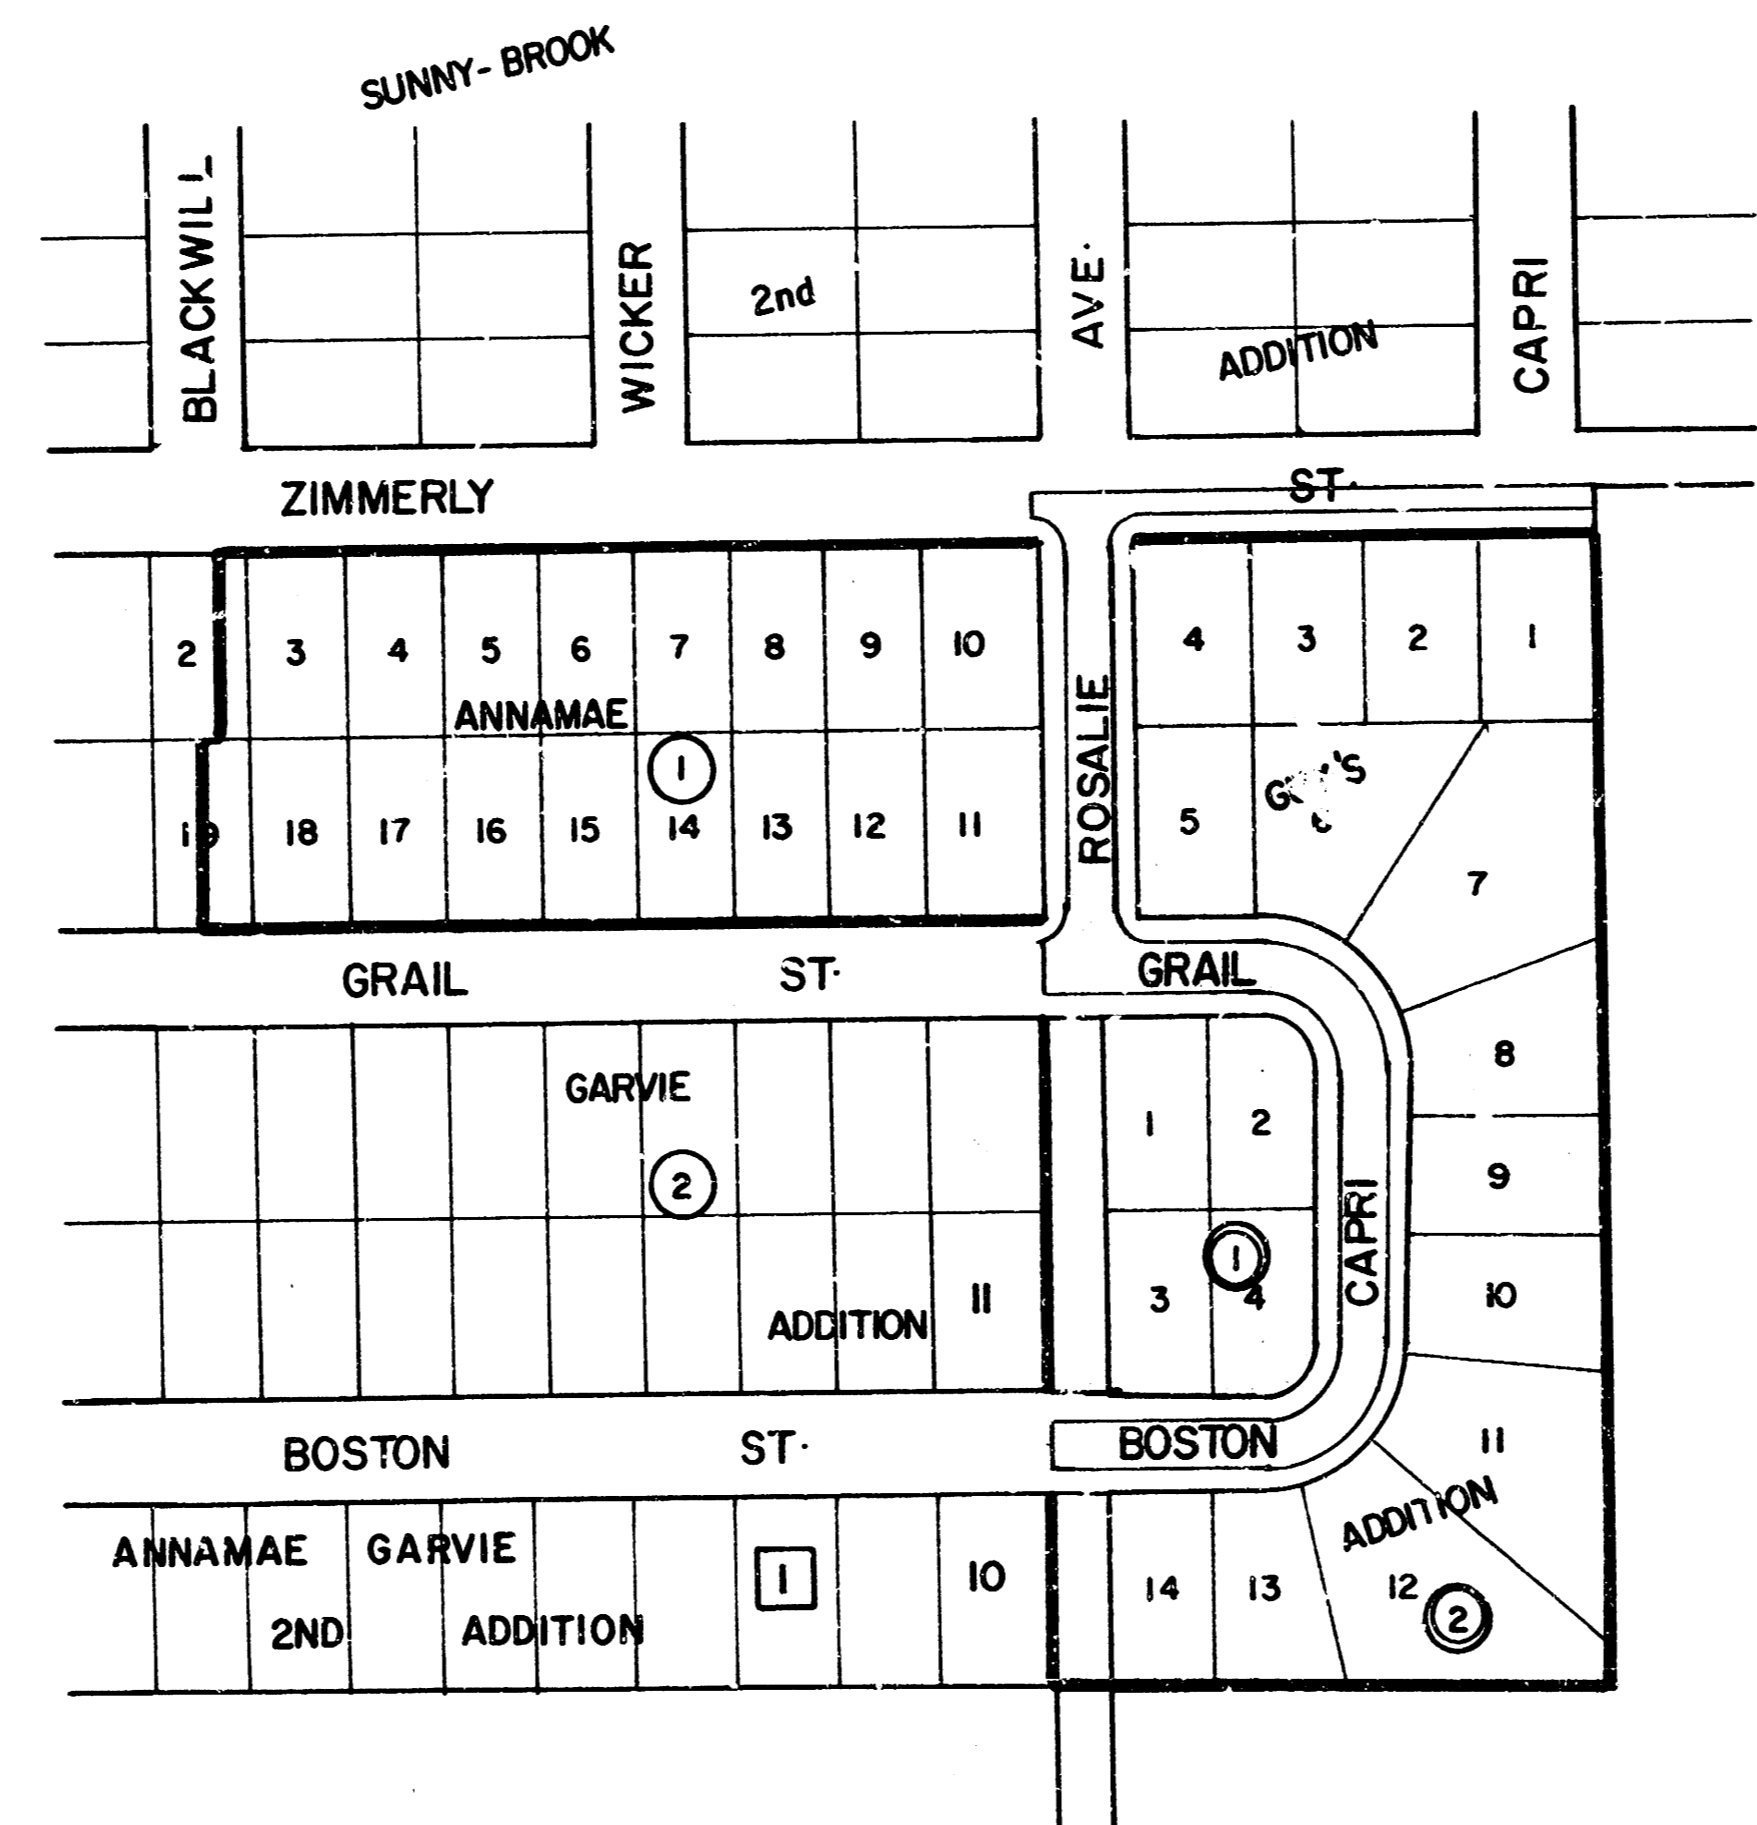 SUNNY- BROOK
BLACKWILL
WICKER
2nd
AVE.
ADDITION
CAPRI
ZIMMERLY
ST.
2 3 4 5 6 7 8 9 10
4 3 2 1
ANNAMAE
1
ROSALIE
19 18 17 16 15 14 13 12 11
5
7
GRAIL ST. GRAIL
8
GARVIE
1 2
2
9
CAPRI
1
11
3 4
10
ADDITION
BOSTON ST. BOSTON
11
ADDITION
ANNAMAE GARVIE
1
10
14 13 12
2
2ND ADDITION